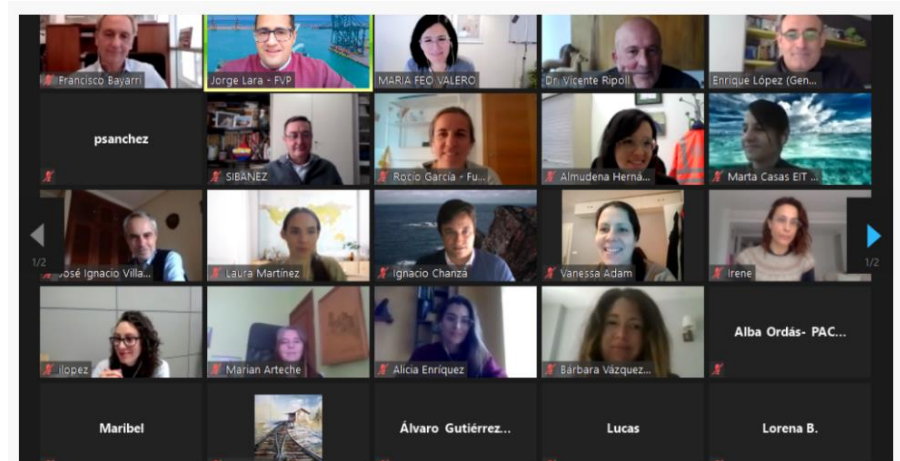 Francisco Bayarri
Jorge Lara - FVP
MARIA FEO VALERO
Dr. Vicente Ripoll
Enrique López (Gen...
psanchez
SIBANEZ
Rocío García - Fu...
Almudena Herná...
Marta Casas EIT ...
1/2
José Ignacio Villa...
Laura Martínez
Ignacio Chanzá
Vanessa Adam
Irene
1/2
ilopez
Marian Arteche
Alicia Enríquez
Bárbara Vázquez...
Alba Ordás- PAC...
Maribel
Álvaro Gutiérrez...
Lucas
Lorena B.